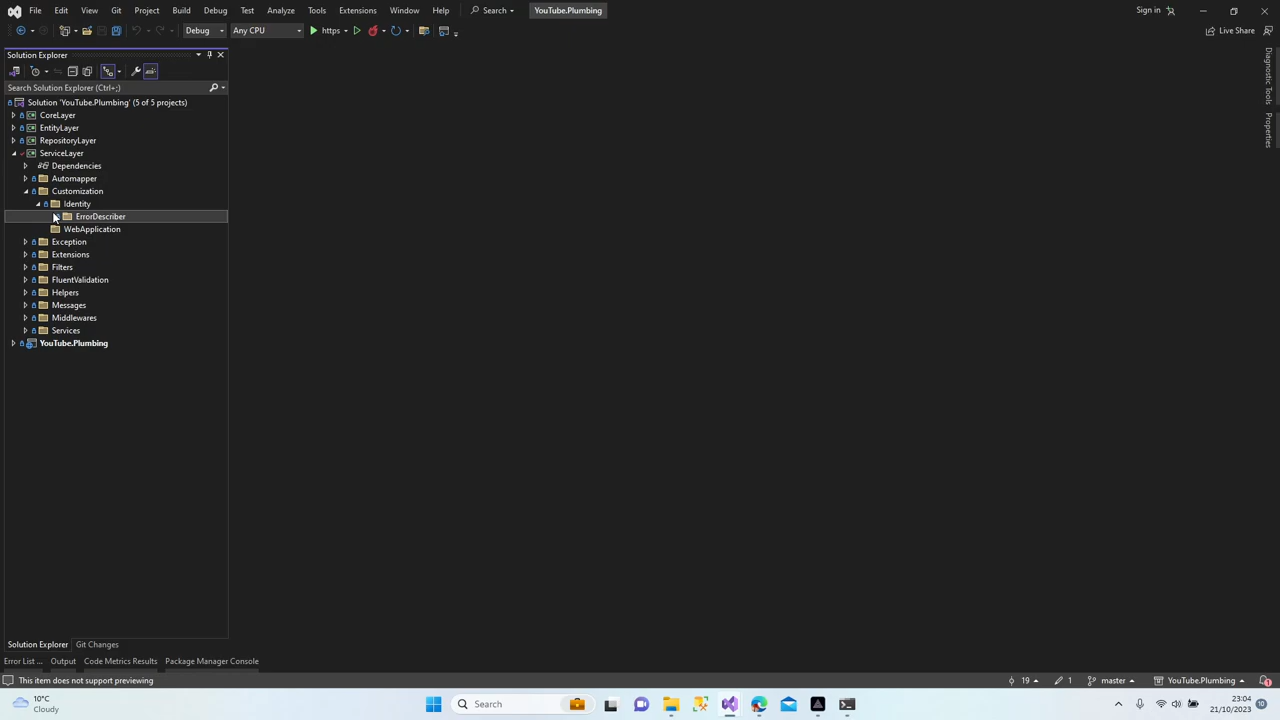 File Edit View Git Project Build Debug Test Analyze Tools Extensions Window Help Search YouTube.Plumbing Sign in
Debug Any CPU https Live Share
Solution Explorer
Search Solution Explorer (Ctrl+;)
Solution 'YouTube.Plumbing' (5 of 5 projects)
CoreLayer
EntityLayer
RepositoryLayer
ServiceLayer
Dependencies
Automapper
Customization
Identity
ErrorDescriber
WebApplication
Exception
Extensions
Filters
FluentValidation
Helpers
Messages
Middlewares
Services
YouTube.Plumbing
Diagnostic Tools
Properties
Solution Explorer Git Changes
Error List ... Output Code Metrics Results Package Manager Console
This item does not support previewing 19 1 master YouTube.Plumbing 1
10°C
Cloudy
Search
23:04
21/10/2023